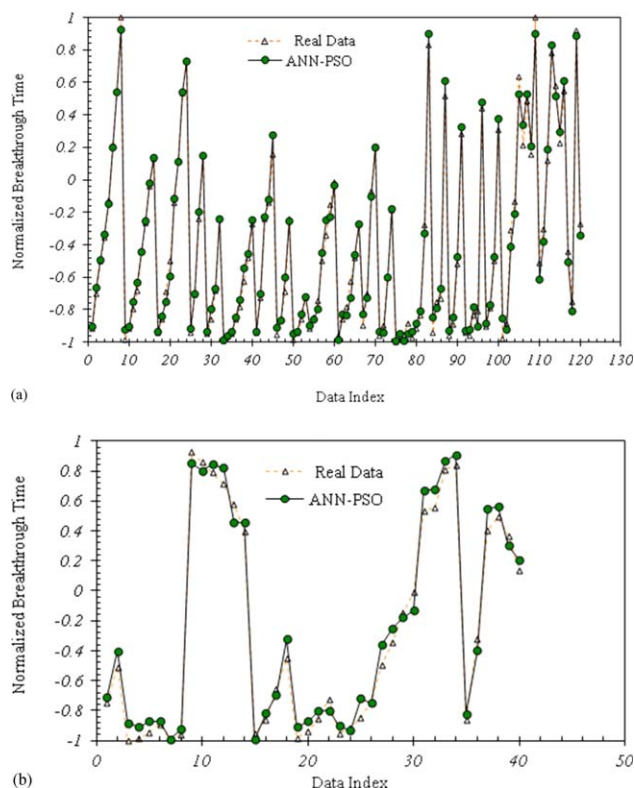 Normalized Breakthrough Time
1
0.8
0.6
0.4
0.2
0
-0.2
-0.4
-0.6
-0.8
-1
Real Data
ANN-PSO
0 10 20 30 40 50 60 70 80 90 100 110 120 130
Data Index
(a)
Normalized Breakthrough Time
1
0.8
0.6
0.4
0.2
0
-0.2
-0.4
-0.6
-0.8
-1
Real Data
ANN-PSO
0 10 20 30 40 50
Data Index
(b)